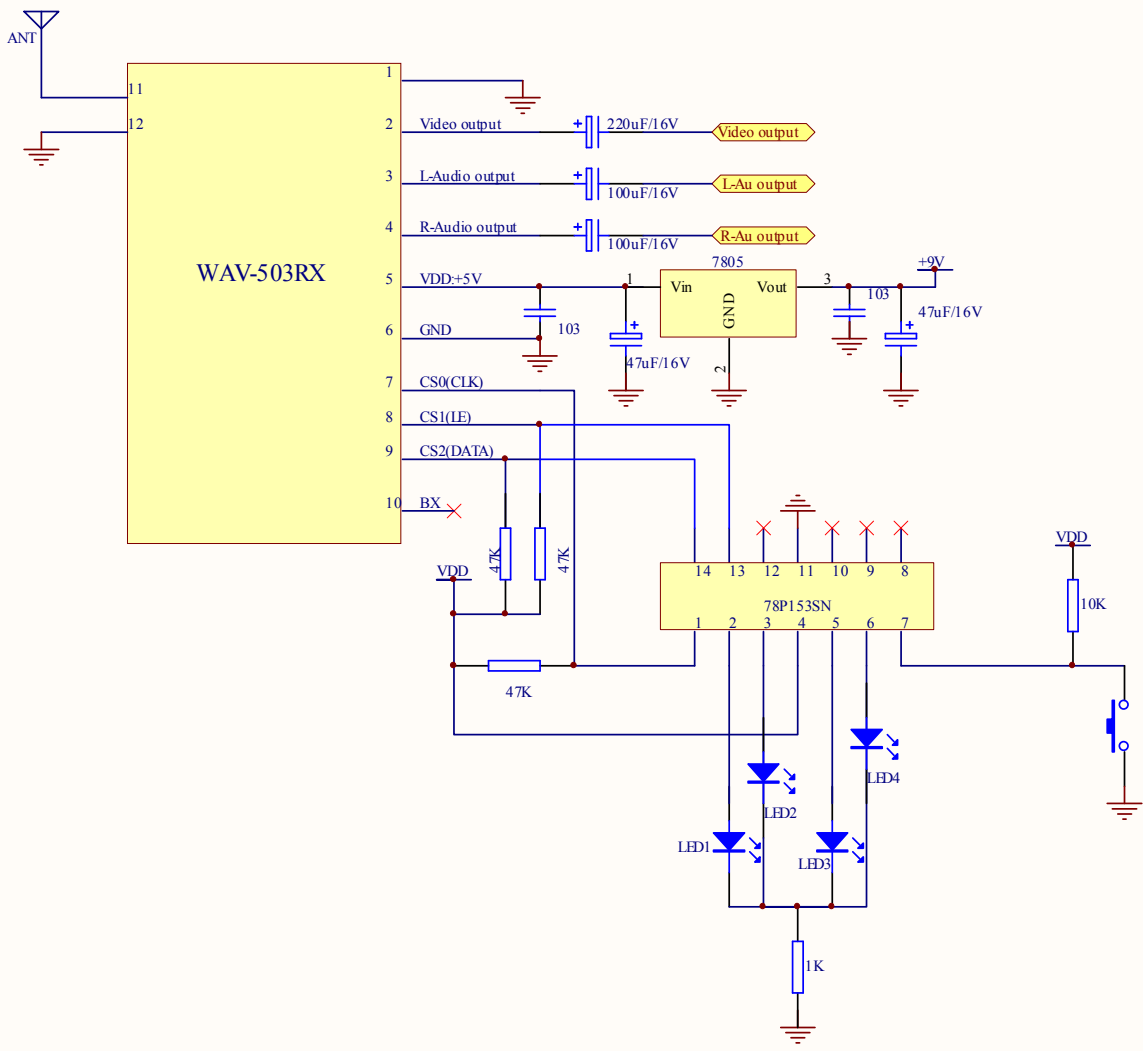 ANT
11
12
WAV-503RX
1
2
Video output
+
220uF/16V
Video output
3
L-Audio output
+
100uF/16V
L-Au output
4
R-Audio output
+
100uF/16V
R-Au output
5
VDD:+5V
103
1
+
47uF/16V
7805
Vin
GND
Vout
2
3
103
+9V
+
47uF/16V
6
GND
7
CS0(CLK)
8
CS1(LE)
9
CS2(DATA)
10
BX
47K
47K
VDD
47K
14
13
12
11
10
9
8
78P153SN
1
2
3
4
5
6
7
VDD
10K
LED4
LED2
LED1
LED3
1K